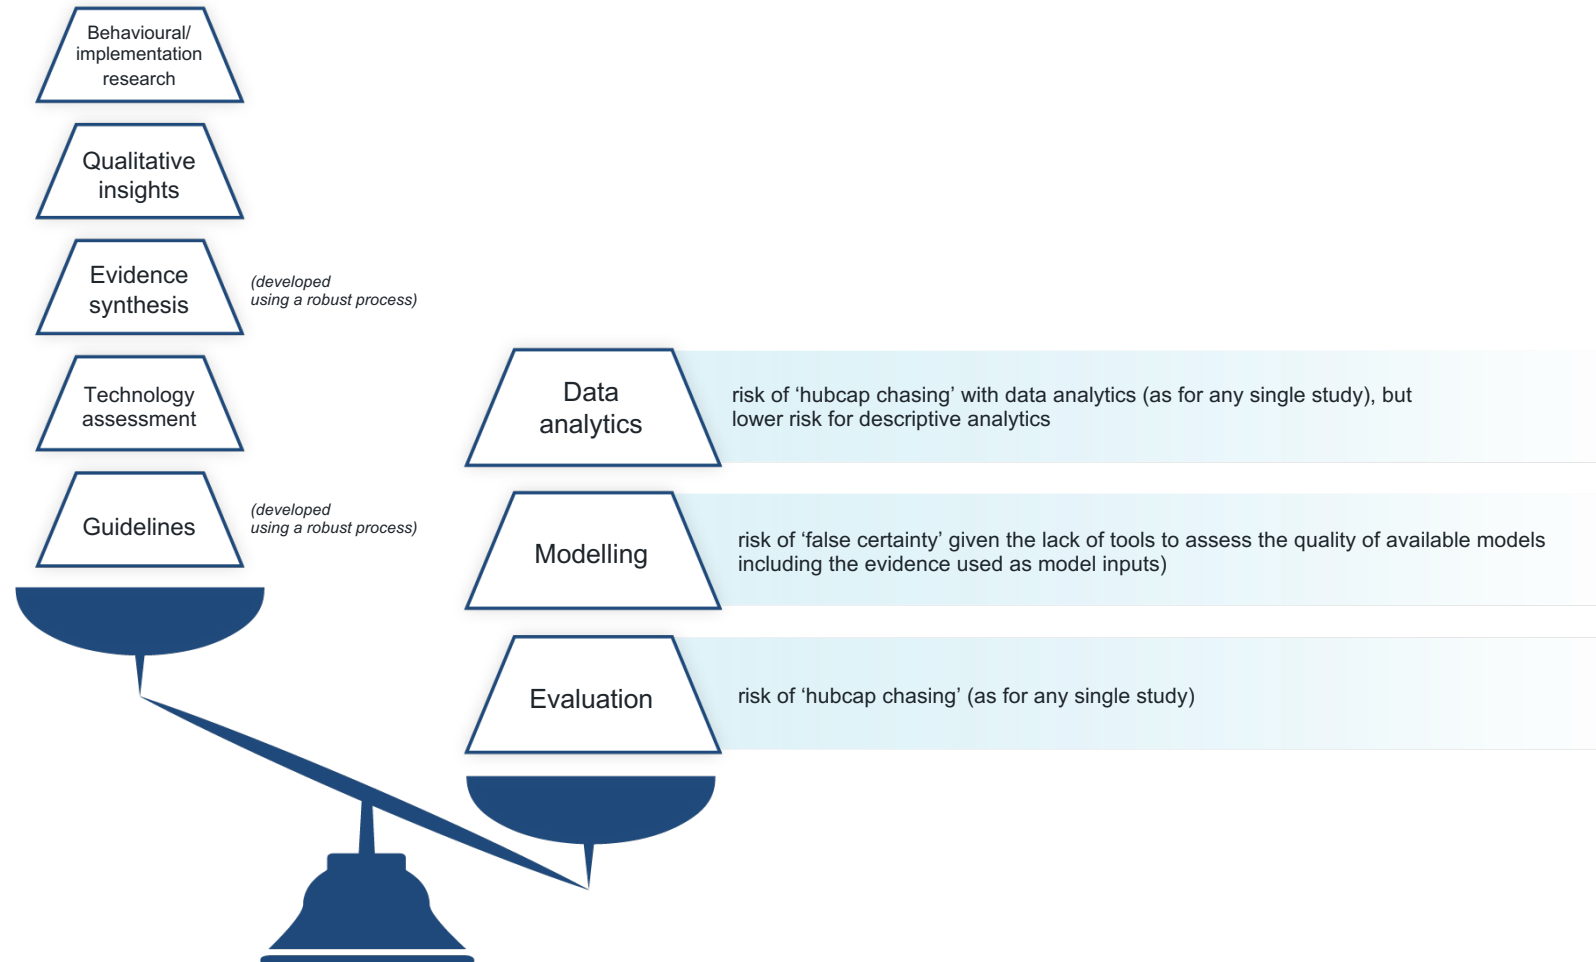 Behavioural/
implementation
research
Qualitative
insights
Evidence
synthesis
(developed
using a robust process)
Technology
assessment
Guidelines
(developed
using a robust process)
Data
analytics
risk of ‘hubcap chasing’ with data analytics (as for any single study), but
lower risk for descriptive analytics
Modelling
risk of ‘false certainty’ given the lack of tools to assess the quality of available models
including the evidence used as model inputs)
Evaluation
risk of ‘hubcap chasing’ (as for any single study)